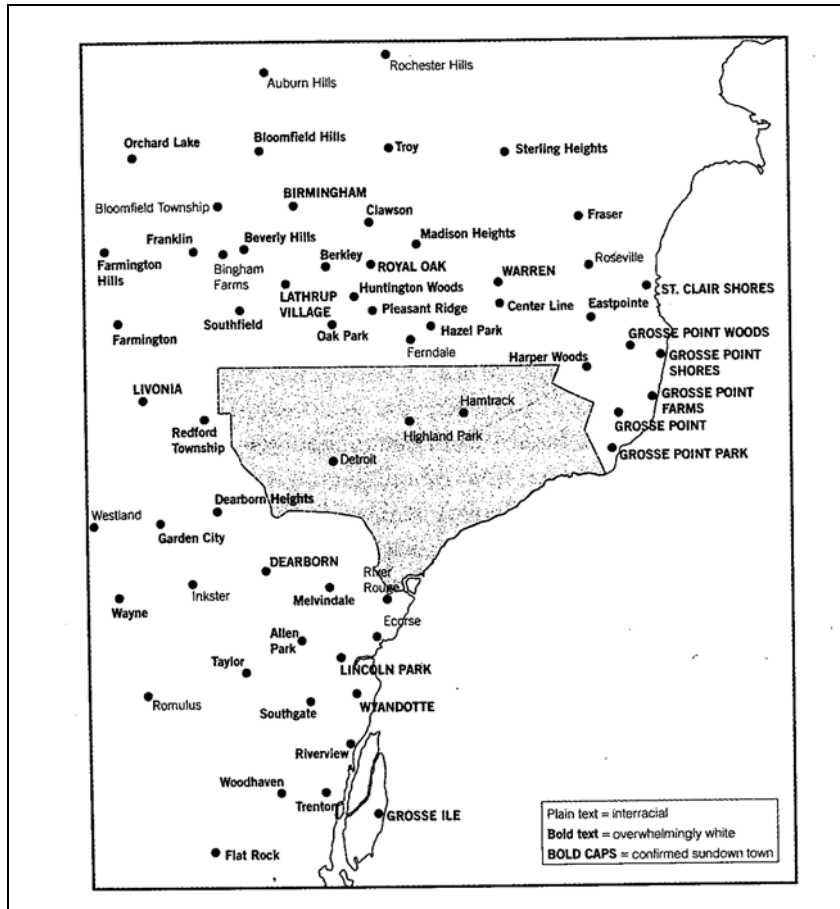 Rochester Hills
Auburn Hills
Orchard Lake
Bloomfield Hills
Troy
Sterling Heights
Bloomfield Township
BIRMINGHAM
Clawson
Fraser
Franklin
Beverly Hills
Madison Heights
Farmington
Hills
Bingham
Farms
Berkley
ROYAL OAK
WARREN
Roseville
ST. CLAIR SHORES
LATHRUP
VILLAGE
Huntington Woods
Pleasant Ridge
Center Line
Eastpointe
Farmington
Southfield
Oak Park
Hazel Park
Ferndale
GROSSE POINT WOODS
Harper Woods
GROSSE POINT
SHORES
LIVONIA
Hamtrack
GROSSE POINT
FARMS
Redford
Township
Highland Park
GROSSE POINT
Detroit
GROSSE POINT PARK
Dearborn Heights
Westland
Garden City
DEARBORN
River
Rouge
Inkster
Melvindale
Wayne
Ecorse
Allen
Park
Taylor
LINCOLN PARK
Romulus
Southgate
WYANDOTTE
Riverview
Woodhaven
Trenton
GROSSE ILE
Flat Rock
Plain text = interracial
Bold text = overwhelmingly white
BOLD CAPS = confirmed sundown town